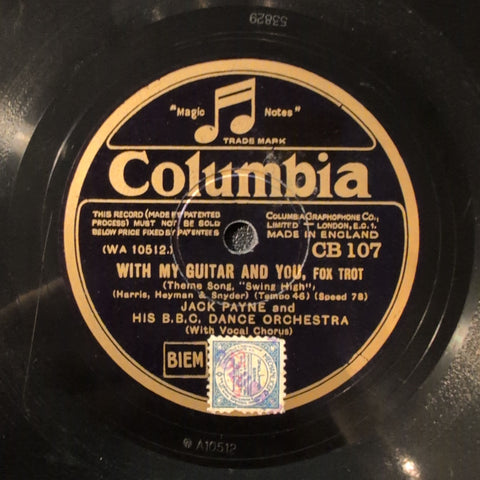 53829
"Magic Notes"
TRADE MARK
Columbia
THIS RECORD (MADE BY PATENTED
PROCESS) MUST NOT BE SOLD
BELOW PRICE FIXED BY PATENTEES
COLUMBIA GRAPHOPHONE CO.,
LIMITED LONDON, E.C.1.
MADE IN ENGLAND
(WA 10512.)
CB 107
WITH MY GUITAR AND YOU, FOX TROT
(Theme Song, "Swing High")
(Harris, Heyman & Snyder) (Tempo 46) (Speed 78)
JACK PAYNE and
HIS B.B.C. DANCE ORCHESTRA
(With Vocal Chorus)
BIEM
A10512